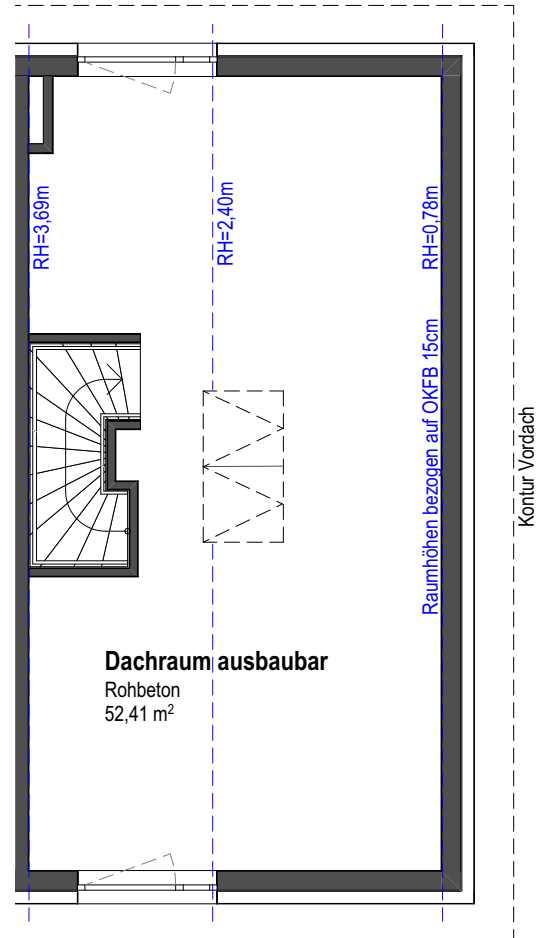 RH=3,69m
RH=2,40m
RH=0,78m
Raumhöhen bezogen auf OKFB 15cm
Kontur Vordach
Dachraum ausbaubar
Rohbeton
52,41 m²